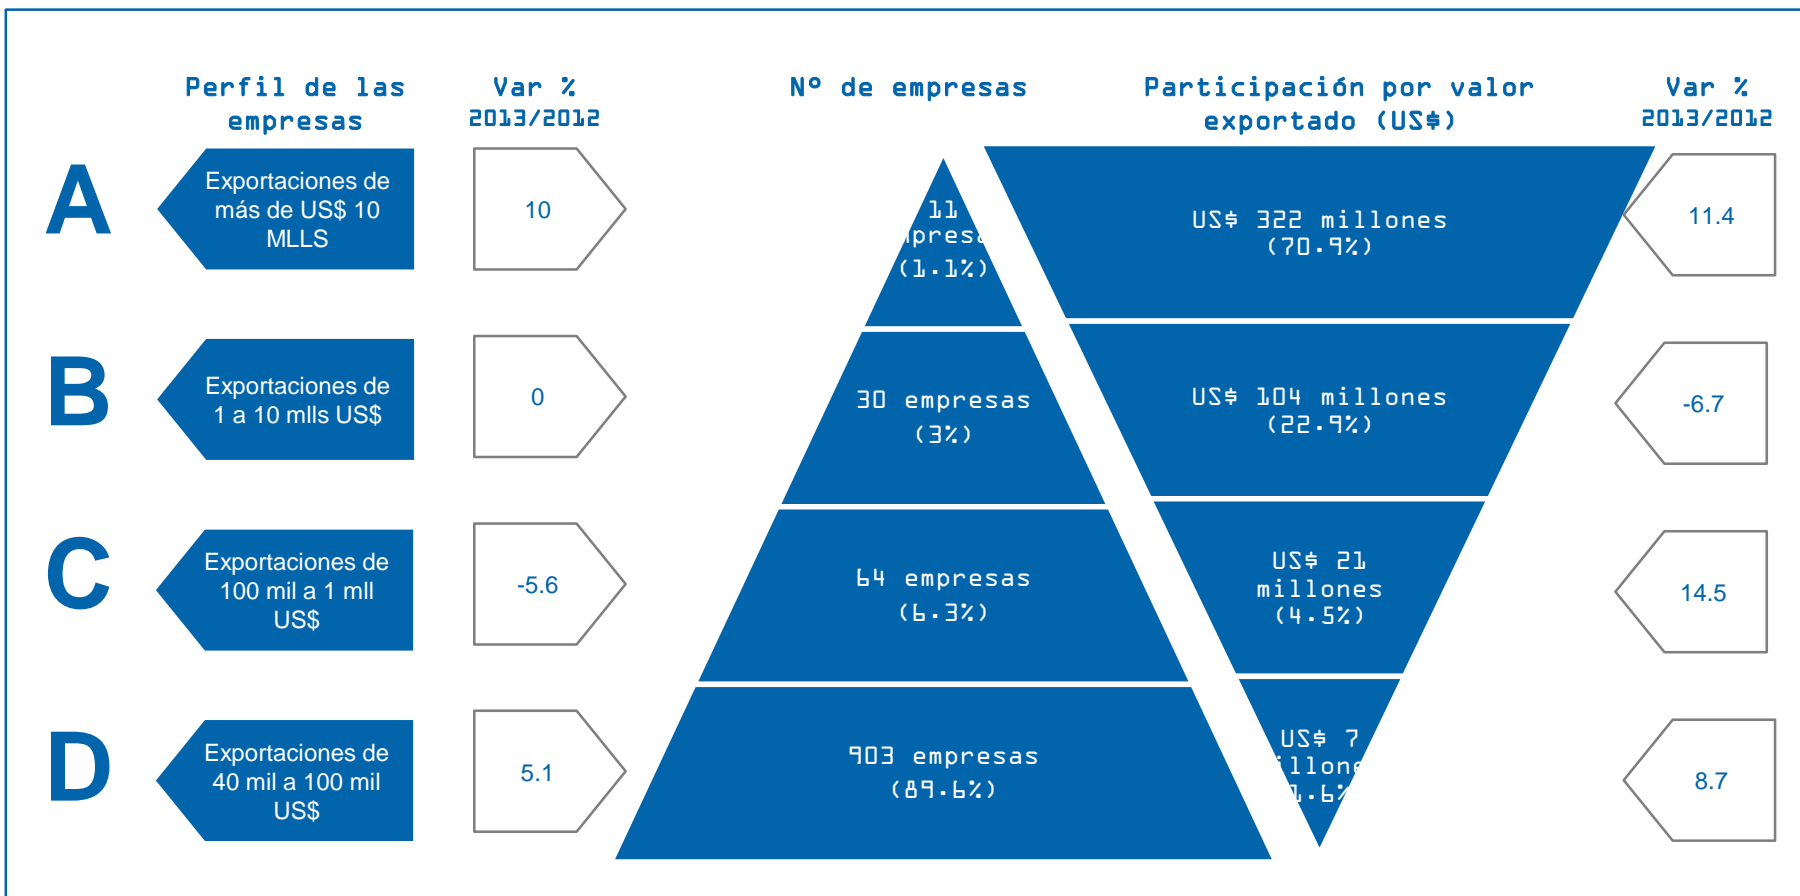 Perfil de las
empresas
Var %
2013/2012
Nº de empresas
Participación por valor
exportado (US$)
Var %
2013/2012
A
Exportaciones de
más de US$ 10
MLLS
10
11
(1.1%)
US$ 322 millones
(70.9%)
11.4
B
Exportaciones de
1 a 10 mlls US$
0
30 empresas
(3%)
US$ 104 millones
(22.9%)
-6.7
C
Exportaciones de
100 mil a 1 mll
US$
-5.6
64 empresas
(6.3%)
US$ 21
millones
(4.5%)
14.5
D
Exportaciones de
40 mil a 100 mil
US$
5.1
903 empresas
(89.6%)
US$ 7
8.7